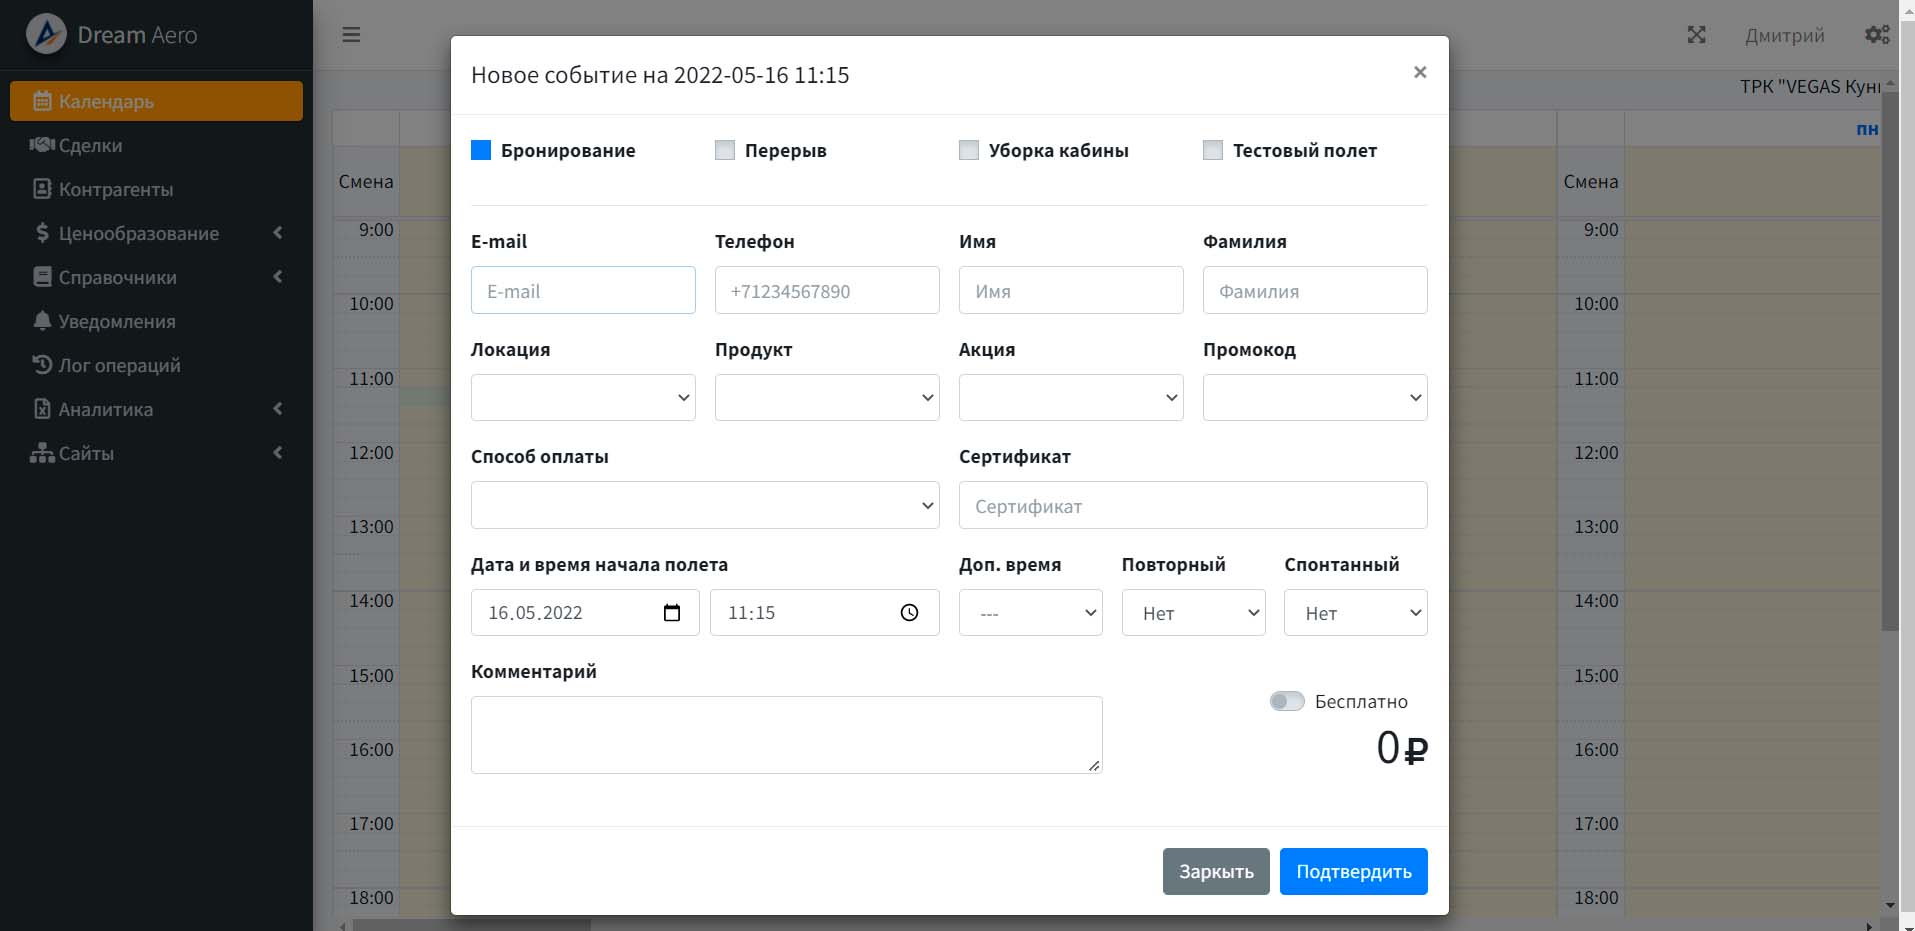 Dream Aero
Дмитрий
Календарь
Сделки
Контрагенты
Ценообразование
Справочники
Уведомления
Лог операций
Аналитика
Сайты
ТРК "VEGAS
пн
Смена
9:00
10:00
11:00
12:00
13:00
14:00
15:00
16:00
17:00
18:00
Новое событие на 2022-05-16 11:15
×
Бронирование Перерыв Уборка кабины Тестовый полет
E-mail Телефон Имя Фамилия
E-mail +71234567890 Имя Фамилия
Локация Продукт Акция Промокод
Способ оплаты Сертификат
Сертификат
Дата и время начала полета Доп. время Повторный Спонтанный
16.05.2022 11:15 --- Нет Нет
Комментарий
Бесплатно
0₽
Заркыть Подтвердить
Смена
9:00
10:00
11:00
12:00
13:00
14:00
15:00
16:00
17:00
18:00